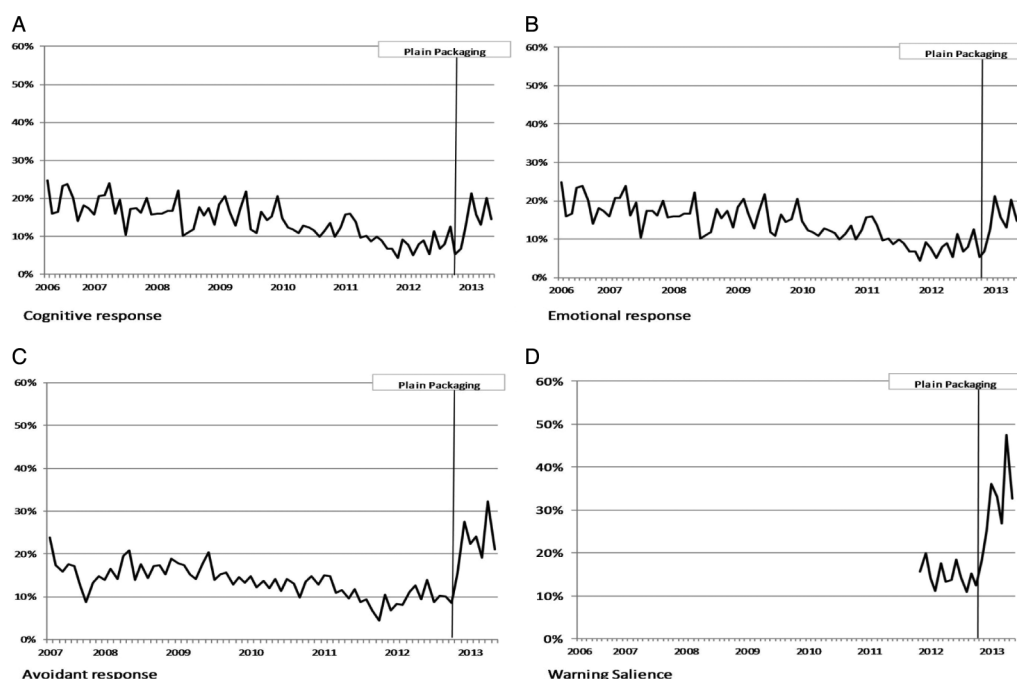 A
Plain Packaging
60%
50%
40%
30%
20%
10%
0%
2006 2007 2008 2009 2010 2011 2012 2013
Cognitive response
B
Plain Packaging
60%
50%
40%
30%
20%
10%
0%
2006 2007 2008 2009 2010 2011 2012 2013
Emotional response
C
Plain Packaging
60%
50%
40%
30%
20%
10%
0%
2007 2008 2009 2010 2011 2012 2013
Avoidant response
D
Plain Packaging
60%
50%
40%
30%
20%
10%
0%
2006 2007 2008 2009 2010 2011 2012 2013
Warning Salience